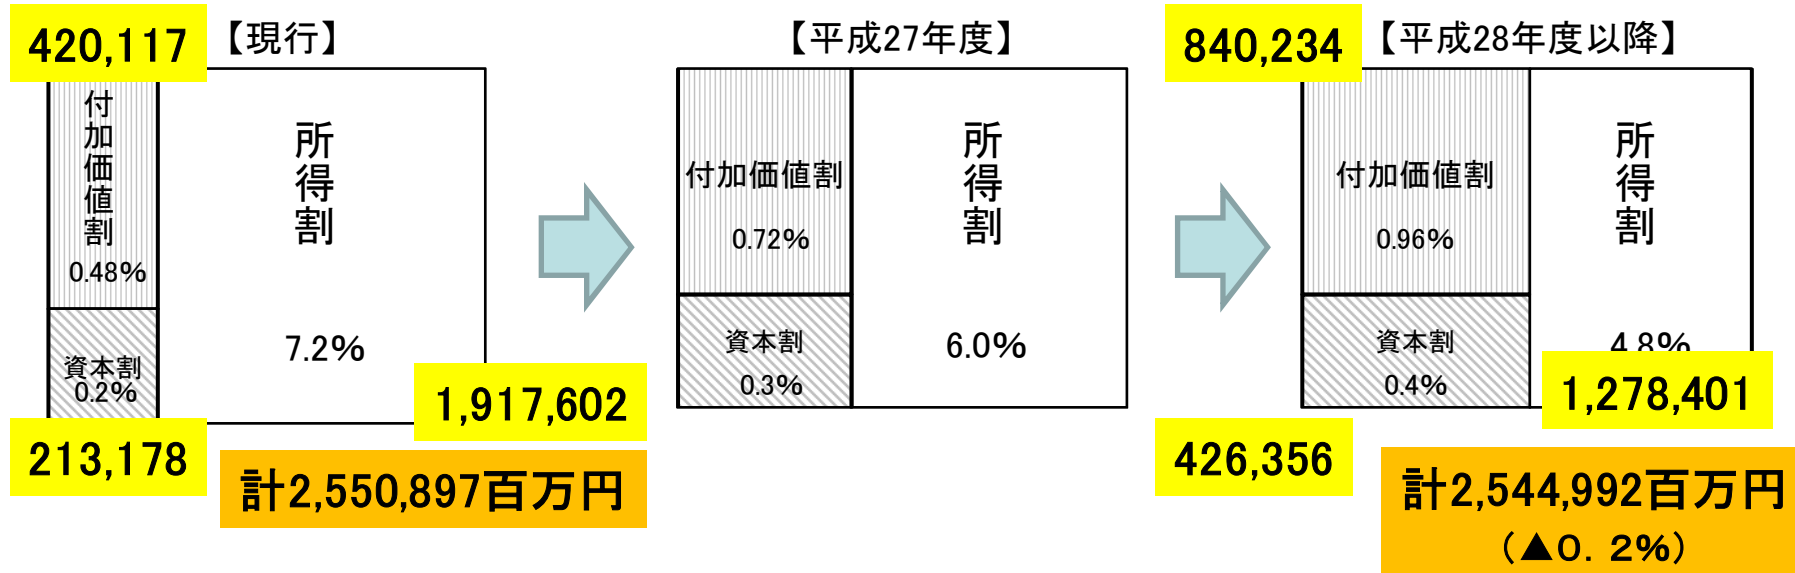 420,117
【現行】
付加価値割
0.48%
資本割
0.2%
所得割
7.2%
213,178
1,917,602
計2,550,897百万円
【平成27年度】
付加価値割
0.72%
資本割
0.3%
所得割
6.0%
840,234
【平成28年度以降】
付加価値割
0.96%
資本割
0.4%
所得割
4.8%
1,278,401
426,356
計2,544,992百万円
（▲0．2%）